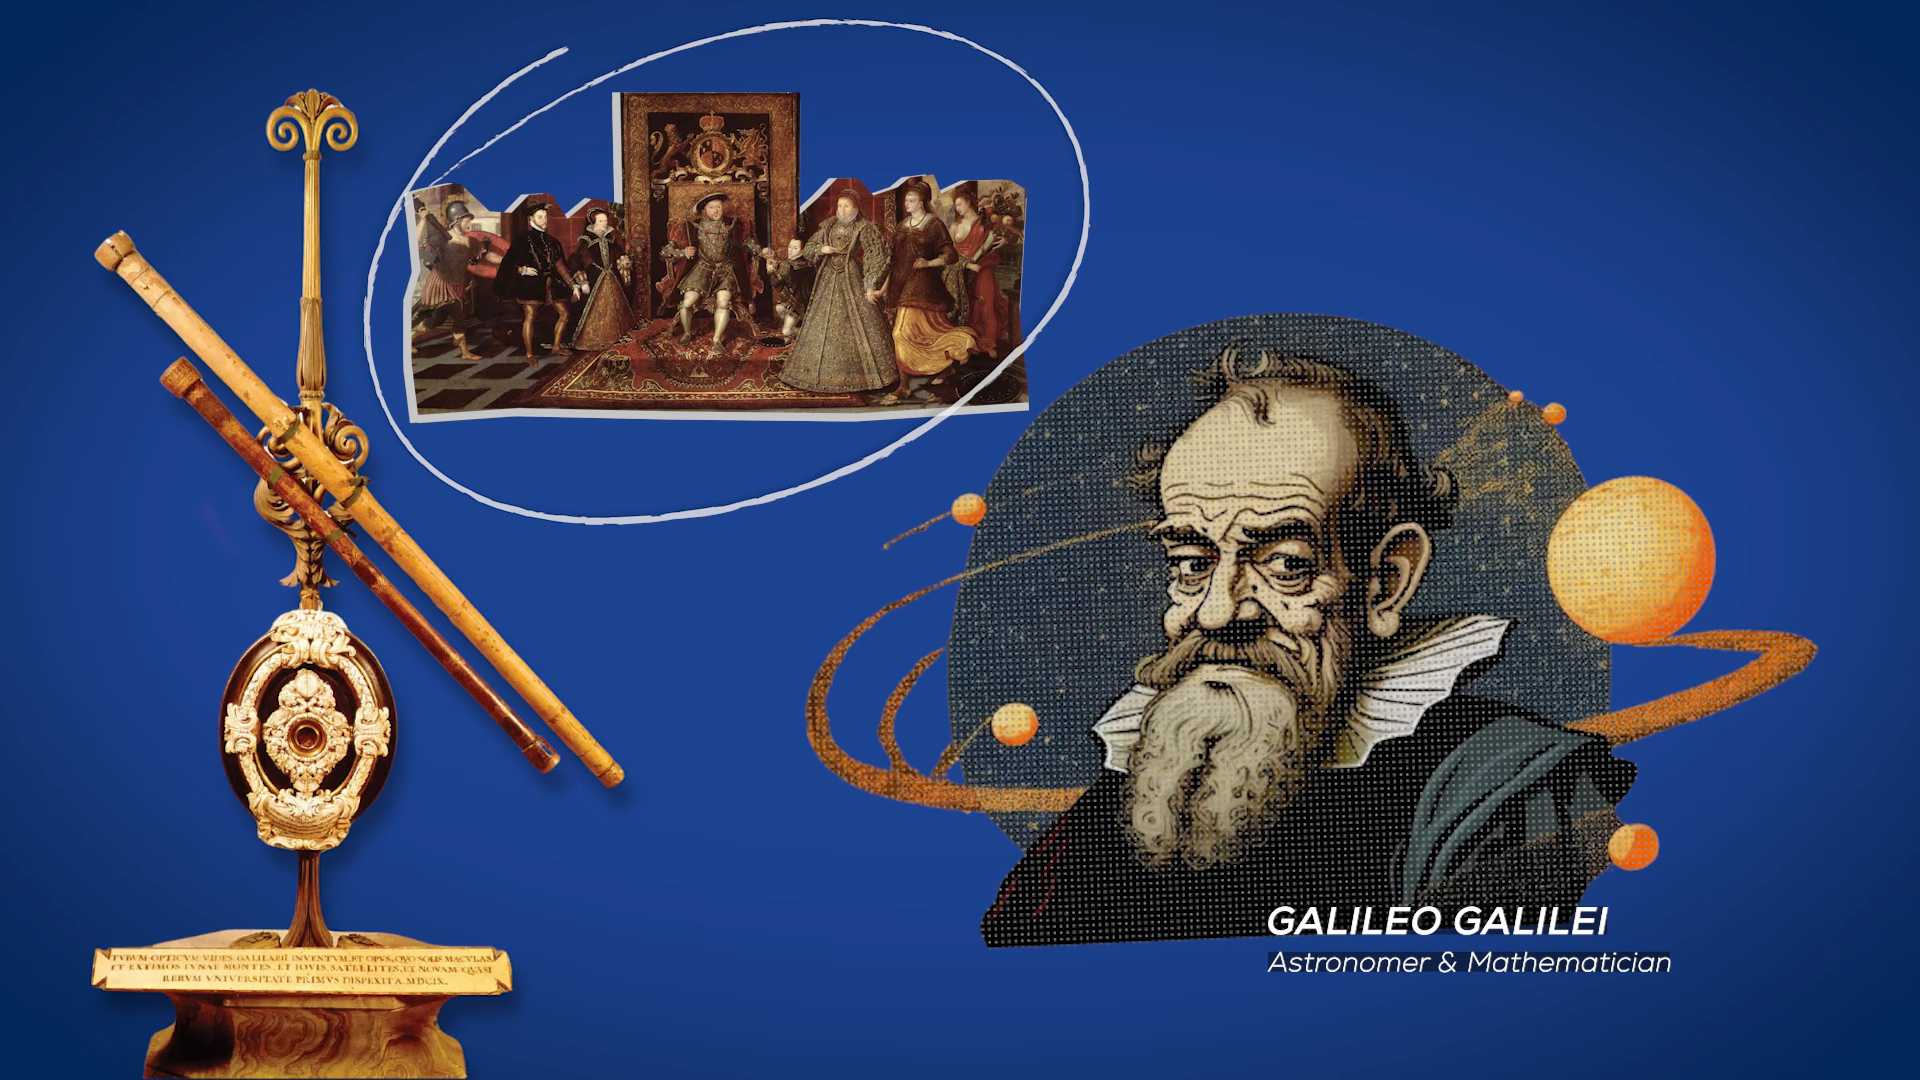 GALILEO GALILEI
Astronomer & Mathematician
TVBVM OPTICVM VIDES GALILAEII INVENTVM, ET OPVS, QVO SOLIS MACVLAS,
ET EXTIMOS LVNAE MONTES, ET IOVIS SATELLITES, ET NOVAM QVASI
RERVM VNIVERSITATE PRIMVS DISPEXIT A. MDCIX.